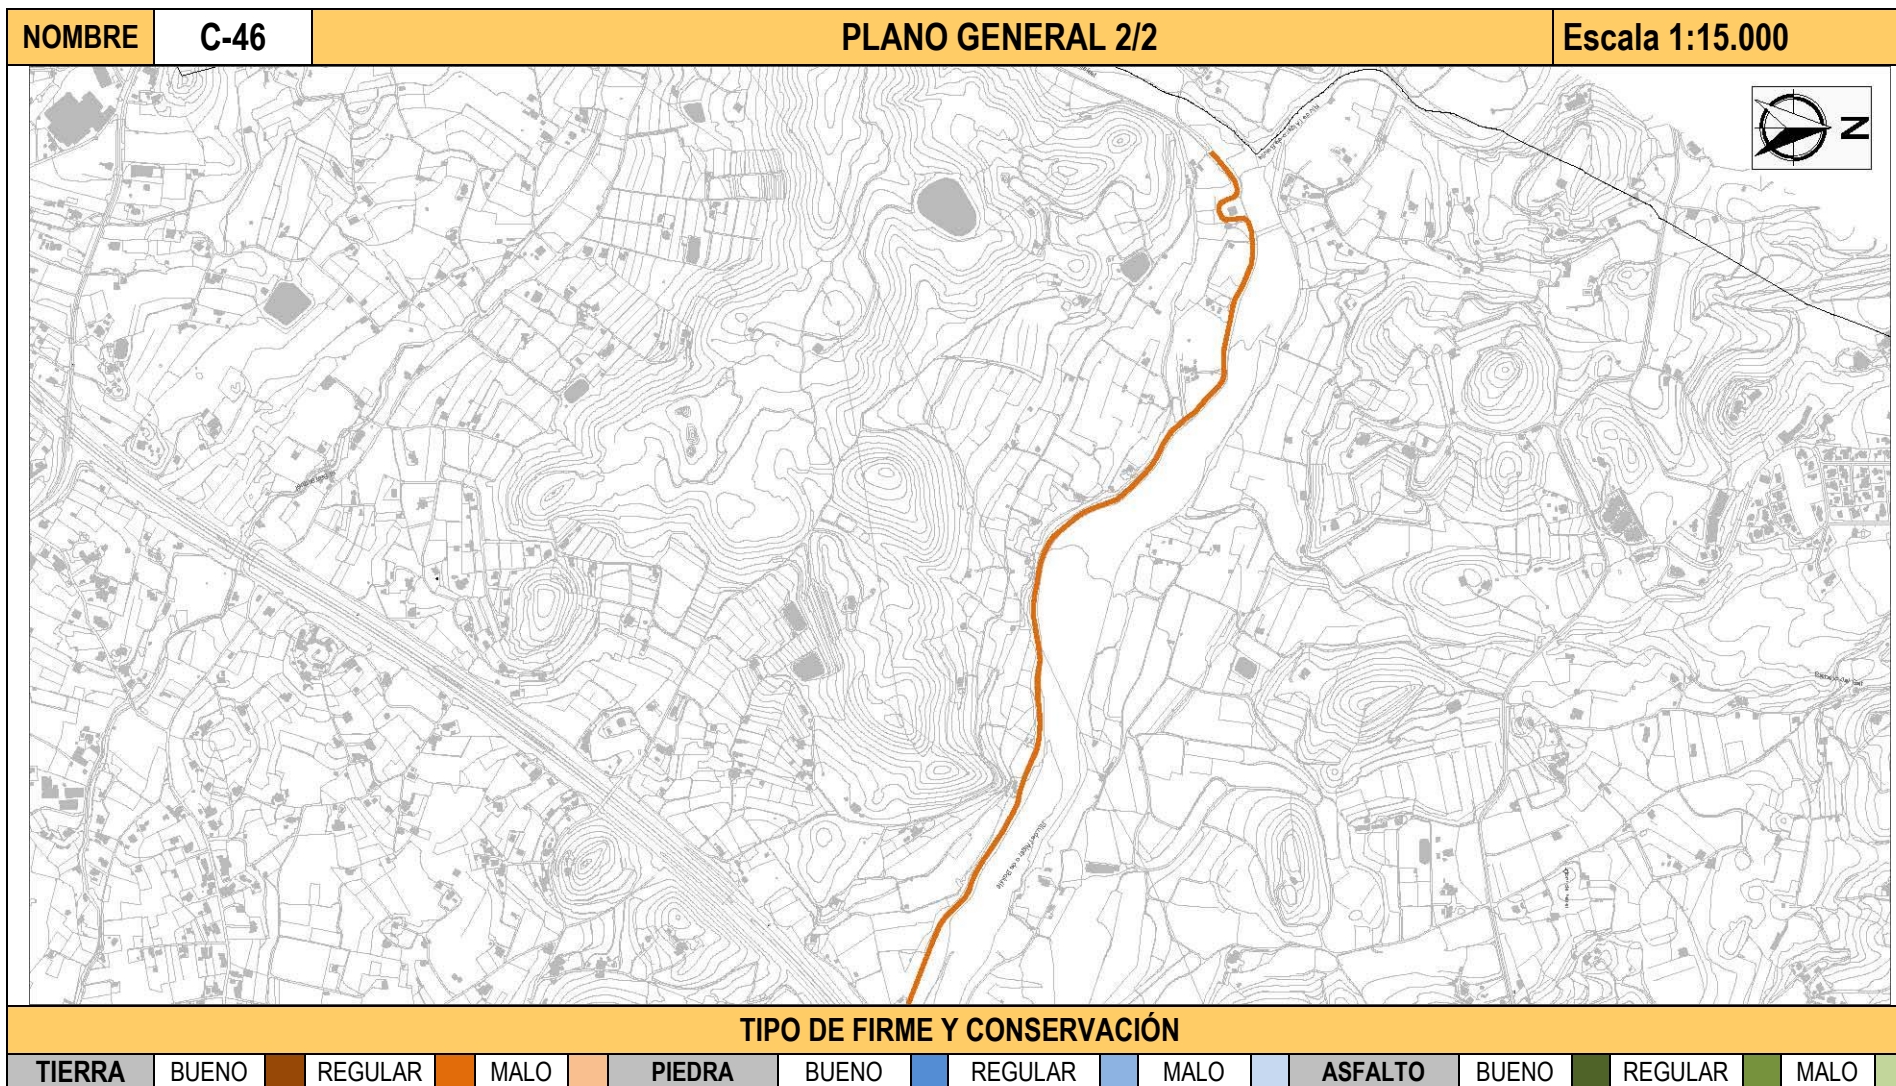 NOMBRE C-46 PLANO GENERAL 2/2 Escala 1:15.000
N
TIPO DE FIRME Y CONSERVACIÓN
TIERRA BUENO REGULAR MALO PIEDRA BUENO REGULAR MALO ASFALTO BUENO REGULAR MALO